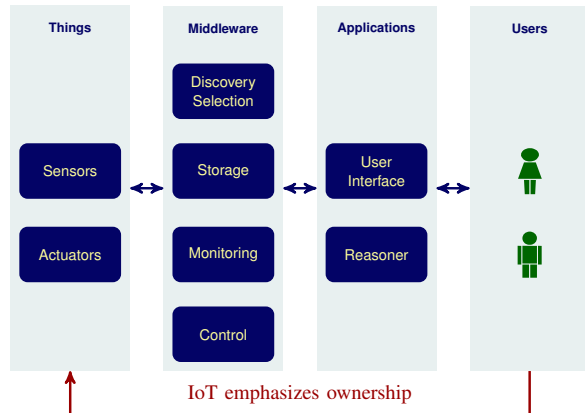 Things
Middleware
Applications
Users
Discovery
Selection
Sensors
Storage
User
Interface
Actuators
Monitoring
Reasoner
Control
IoT emphasizes ownership